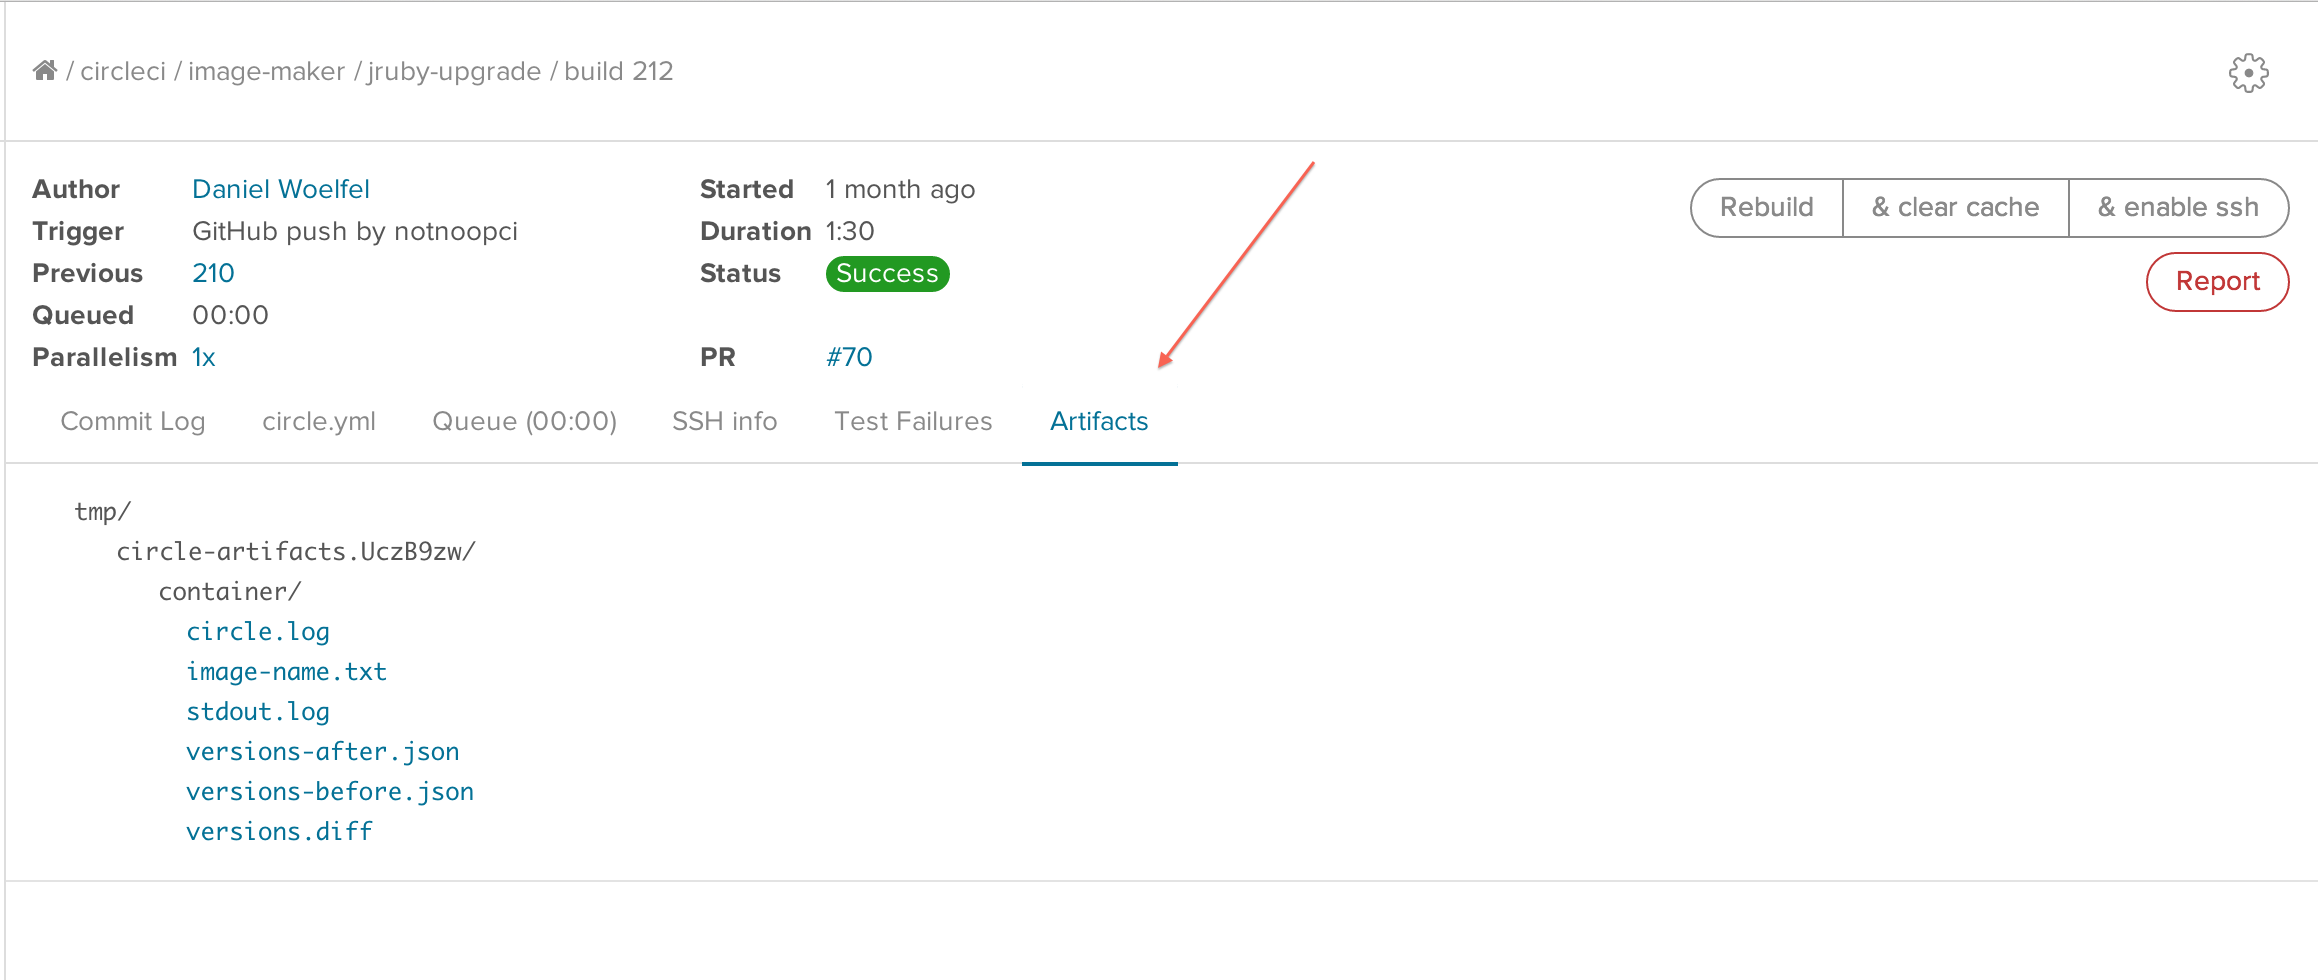 / circleci / image-maker / jruby-upgrade / build 212
Author Daniel Woelfel Started 1 month ago Rebuild & clear cache & enable ssh
Trigger GitHub push by notnoopci Duration 1:30
Previous 210 Status Success Report
Queued 00:00
Parallelism 1x PR #70
Commit Log circle.yml Queue (00:00) SSH info Test Failures Artifacts
tmp/
circle-artifacts.UczB9zw/
container/
circle.log
image-name.txt
stdout.log
versions-after.json
versions-before.json
versions.diff